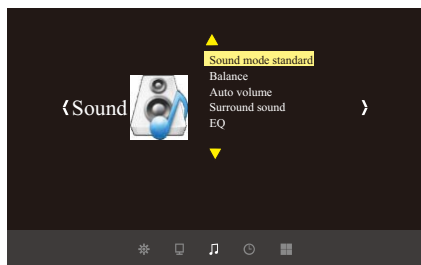 Sound
Sound mode standard
Balance
Auto volume
Surround sound
EQ